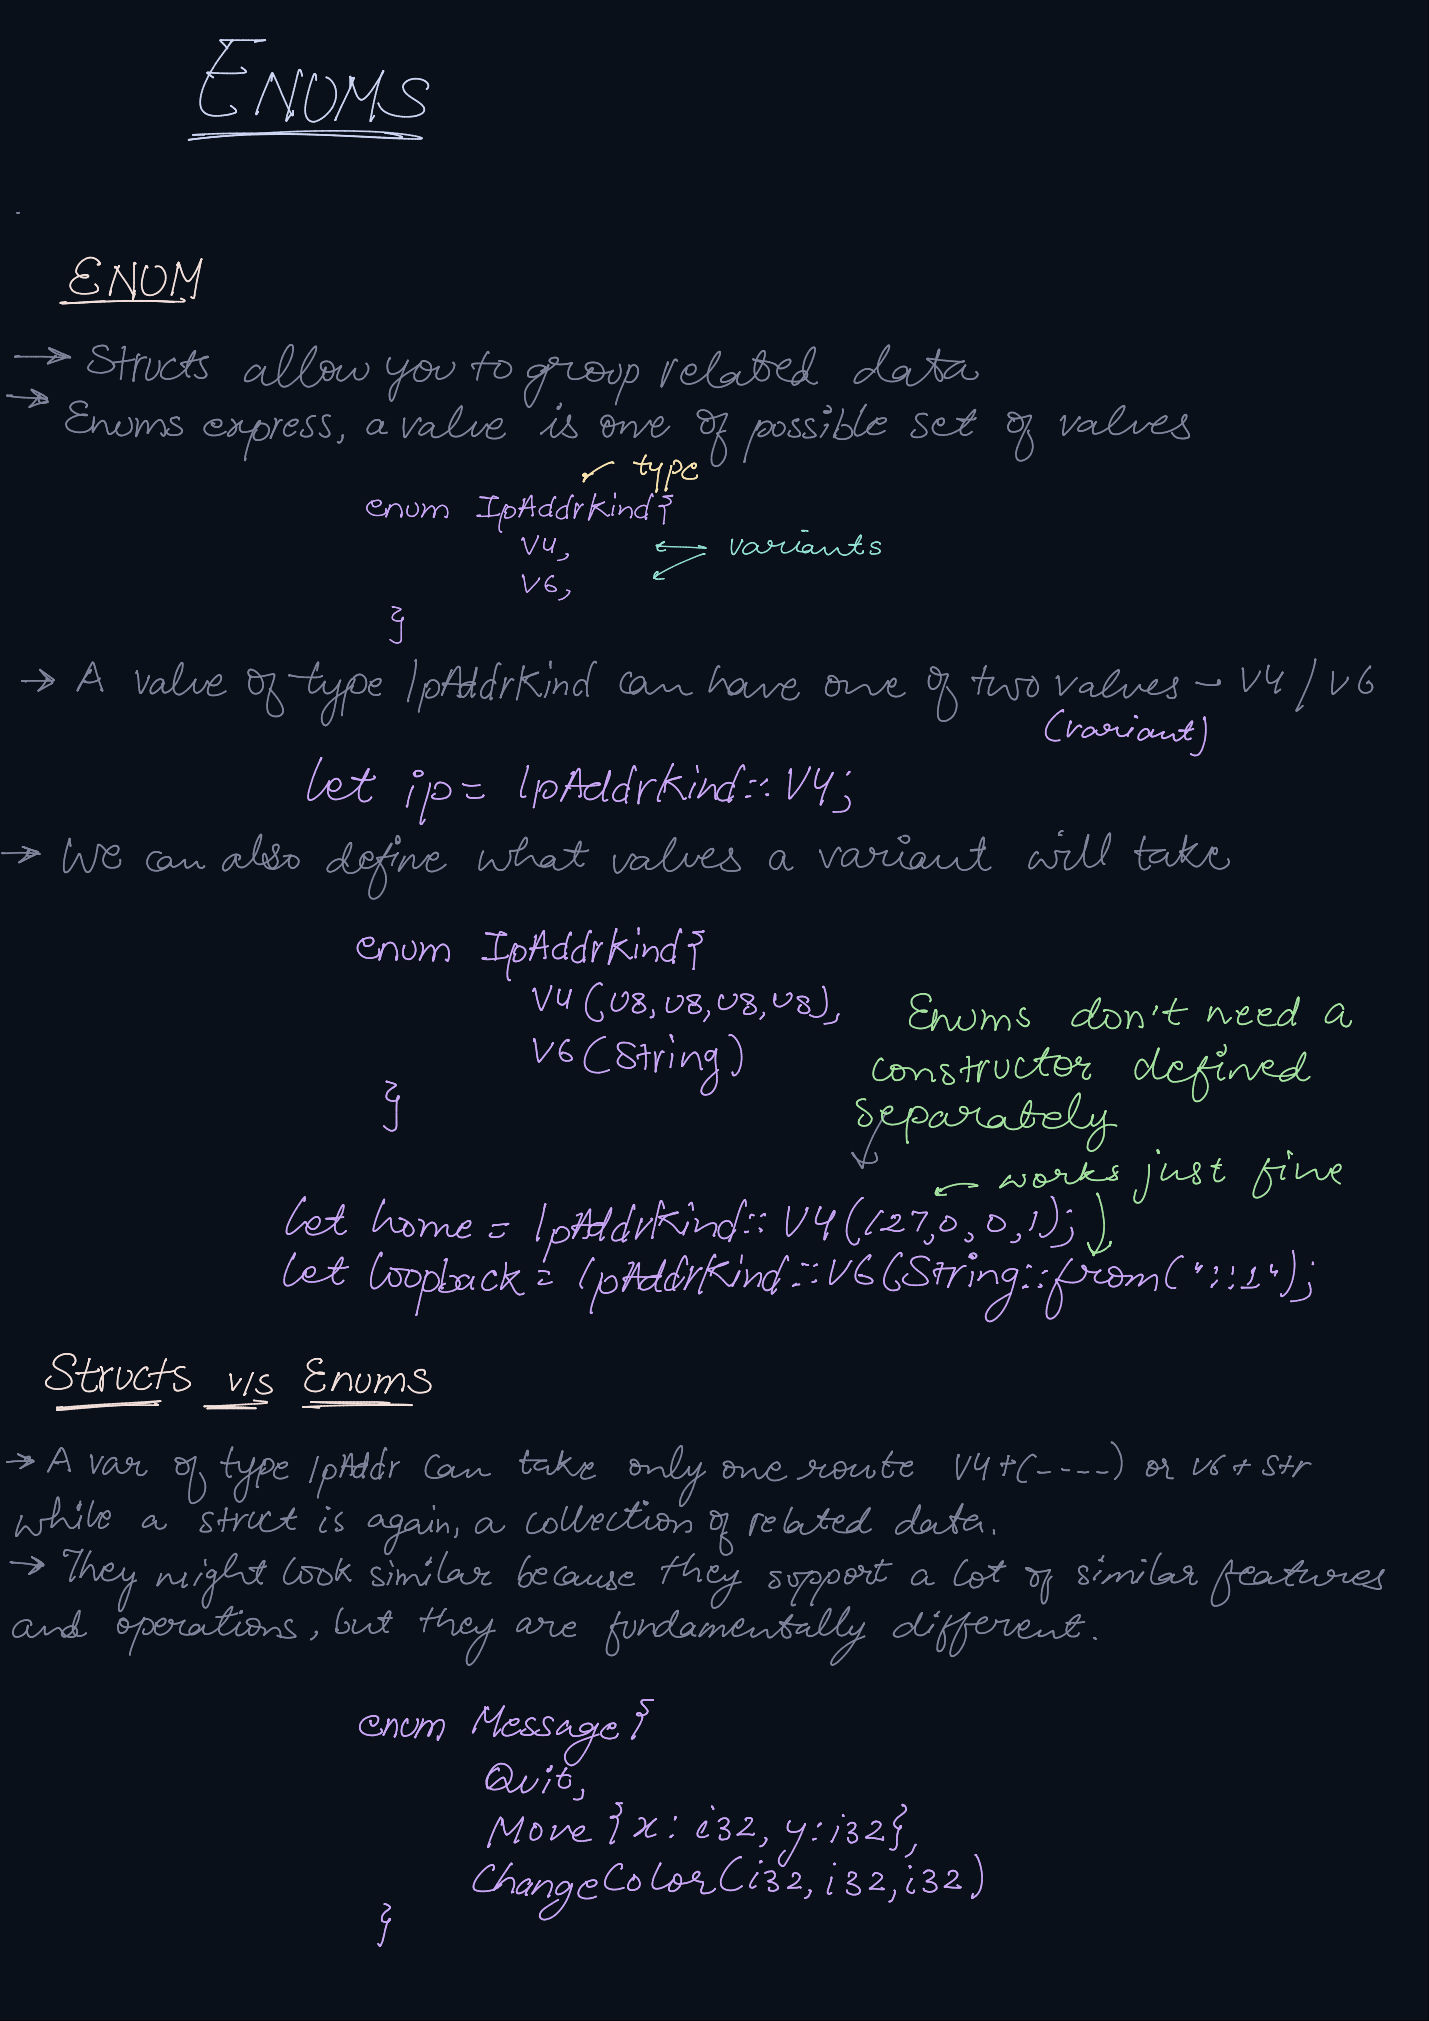 ENUMS
ENUM
→ Structs allow you to group related data
→ Enums express, a value is one of possible set of values
type
enum IpAddrKind{
V4,
variants
V6,
}
→ A value of type IpAddrKind can have one of two values - V4 / V6
(variant)
let ip = IpAddrKind::V4;
→ We can also define what values a variant will take
enum IpAddrKind{
V4(U8, U8, U8, U8),
V6(String)
}
Enums don't need a
constructor defined
separately
works just fine
let home = IpAddrKind::V4(127,0,0,1);
let loopback = IpAddrKind::V6(String::from("::1");
Structs v/s Enums
→ A var of type IpAddr can take only one route V4+(----) or V6 + Str
while a struct is again, a collection of related data.
→ They might look similar because they support a lot of similar features
and operations, but they are fundamentally different.
enum Message{
Quit,
Move {x: i32, y: i32},
ChangeColor(i32, i32, i32)
}